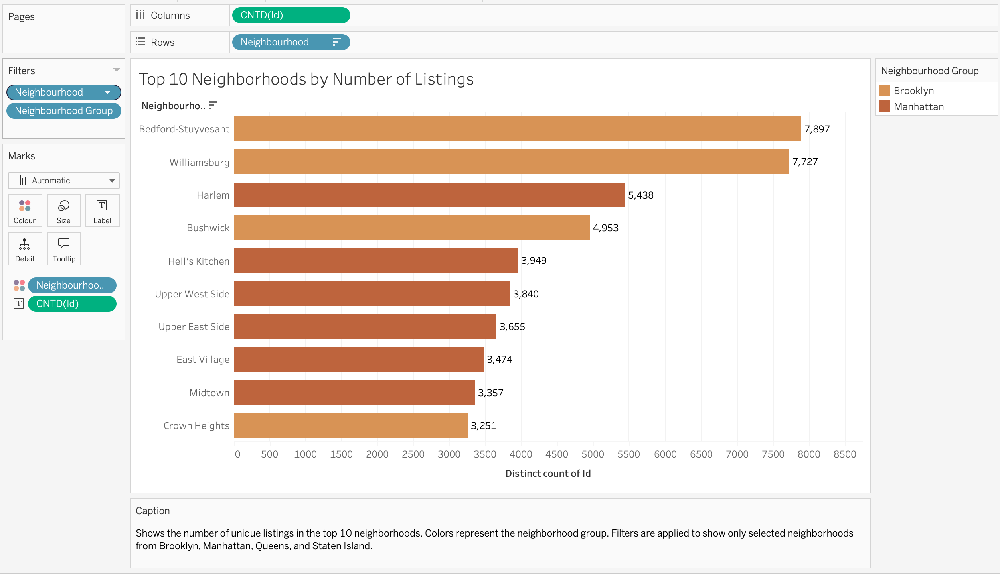 Pages
Columns
CNTD(Id)
Rows
Neighbourhood
Filters
Neighbourhood
Neighbourhood Group
Marks
Automatic
Colour
Size
Label
T
Detail
Tooltip
Neighbourhoo..
T
CNTD(Id)
Top 10 Neighborhoods by Number of Listings
Neighbourho..
Bedford-Stuyvesant 7,897
Williamsburg 7,727
Harlem 5,438
Bushwick 4,953
Hell's Kitchen 3,949
Upper West Side 3,840
Upper East Side 3,655
East Village 3,474
Midtown 3,357
Crown Heights 3,251
0 500 1000 1500 2000 2500 3000 3500 4000 4500 5000 5500 6000 6500 7000 7500 8000 8500
Distinct count of Id
Neighbourhood Group
Brooklyn
Manhattan
Caption
Shows the number of unique listings in the top 10 neighborhoods. Colors represent the neighborhood group. Filters are applied to show only selected neighborhoods
from Brooklyn, Manhattan, Queens, and Staten Island.